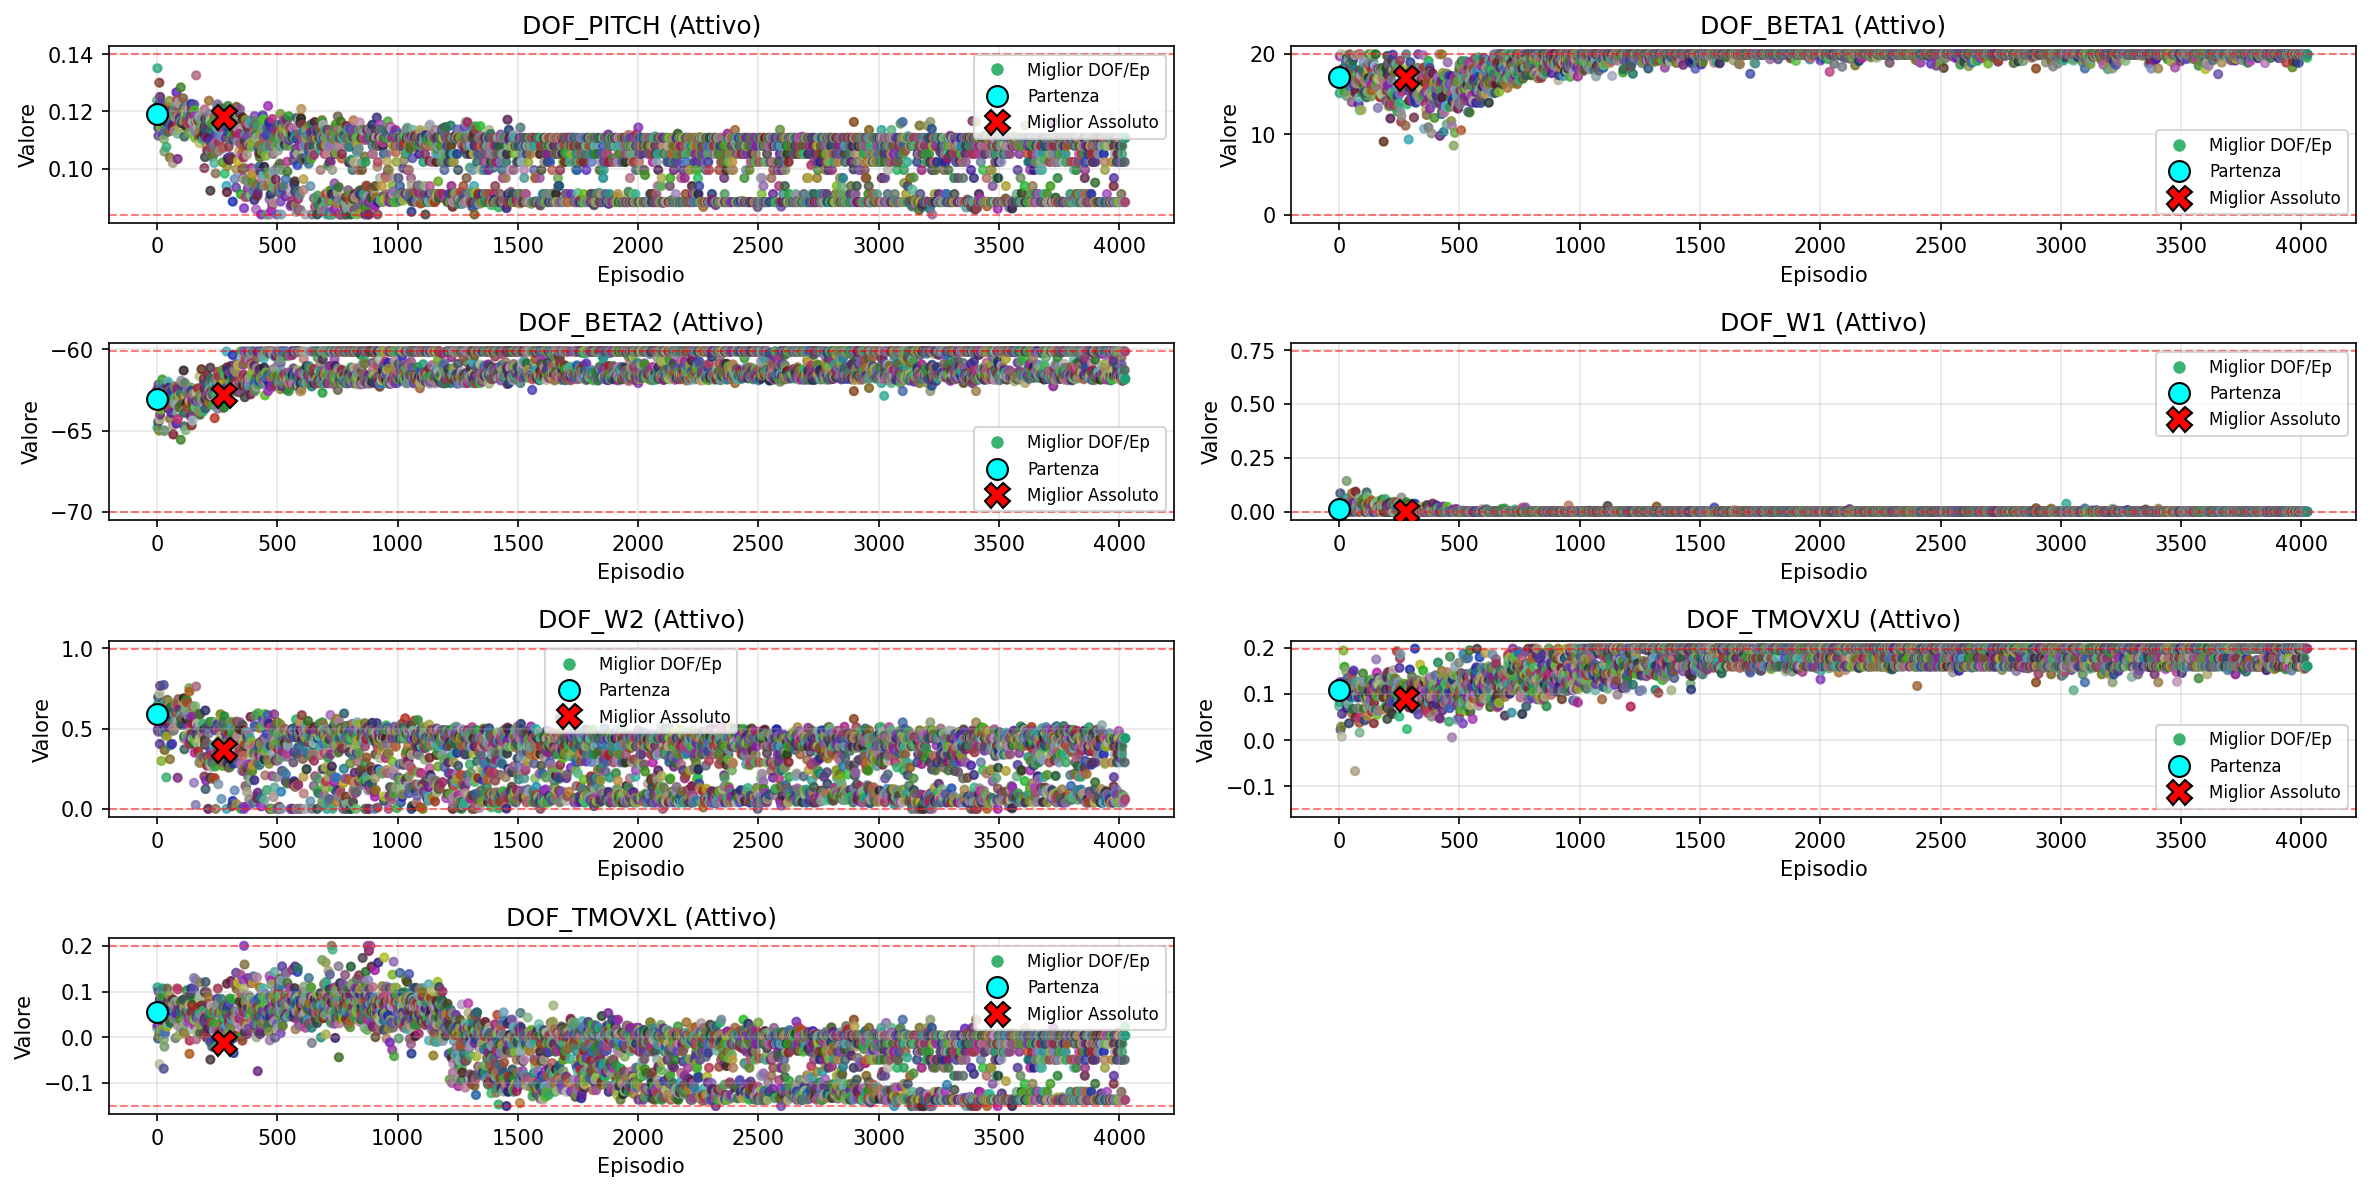 DOF_PITCH (Attivo)
0.14
0.12
0.10
Valore
Miglior DOF/Ep
Partenza
Miglior Assoluto
0 500 1000 1500 2000 2500 3000 3500 4000
Episodio
DOF_BETA1 (Attivo)
20
10
0
Valore
Miglior DOF/Ep
Partenza
Miglior Assoluto
0 500 1000 1500 2000 2500 3000 3500 4000
Episodio
DOF_BETA2 (Attivo)
−60
−65
−70
Valore
Miglior DOF/Ep
Partenza
Miglior Assoluto
0 500 1000 1500 2000 2500 3000 3500 4000
Episodio
DOF_W1 (Attivo)
0.75
0.50
0.25
0.00
Valore
Miglior DOF/Ep
Partenza
Miglior Assoluto
0 500 1000 1500 2000 2500 3000 3500 4000
Episodio
DOF_W2 (Attivo)
1.0
0.5
0.0
Valore
Miglior DOF/Ep
Partenza
Miglior Assoluto
0 500 1000 1500 2000 2500 3000 3500 4000
Episodio
DOF_TMOVXU (Attivo)
0.2
0.1
0.0
−0.1
Valore
Miglior DOF/Ep
Partenza
Miglior Assoluto
0 500 1000 1500 2000 2500 3000 3500 4000
Episodio
DOF_TMOVXL (Attivo)
0.2
0.1
0.0
−0.1
Valore
Miglior DOF/Ep
Partenza
Miglior Assoluto
0 500 1000 1500 2000 2500 3000 3500 4000
Episodio